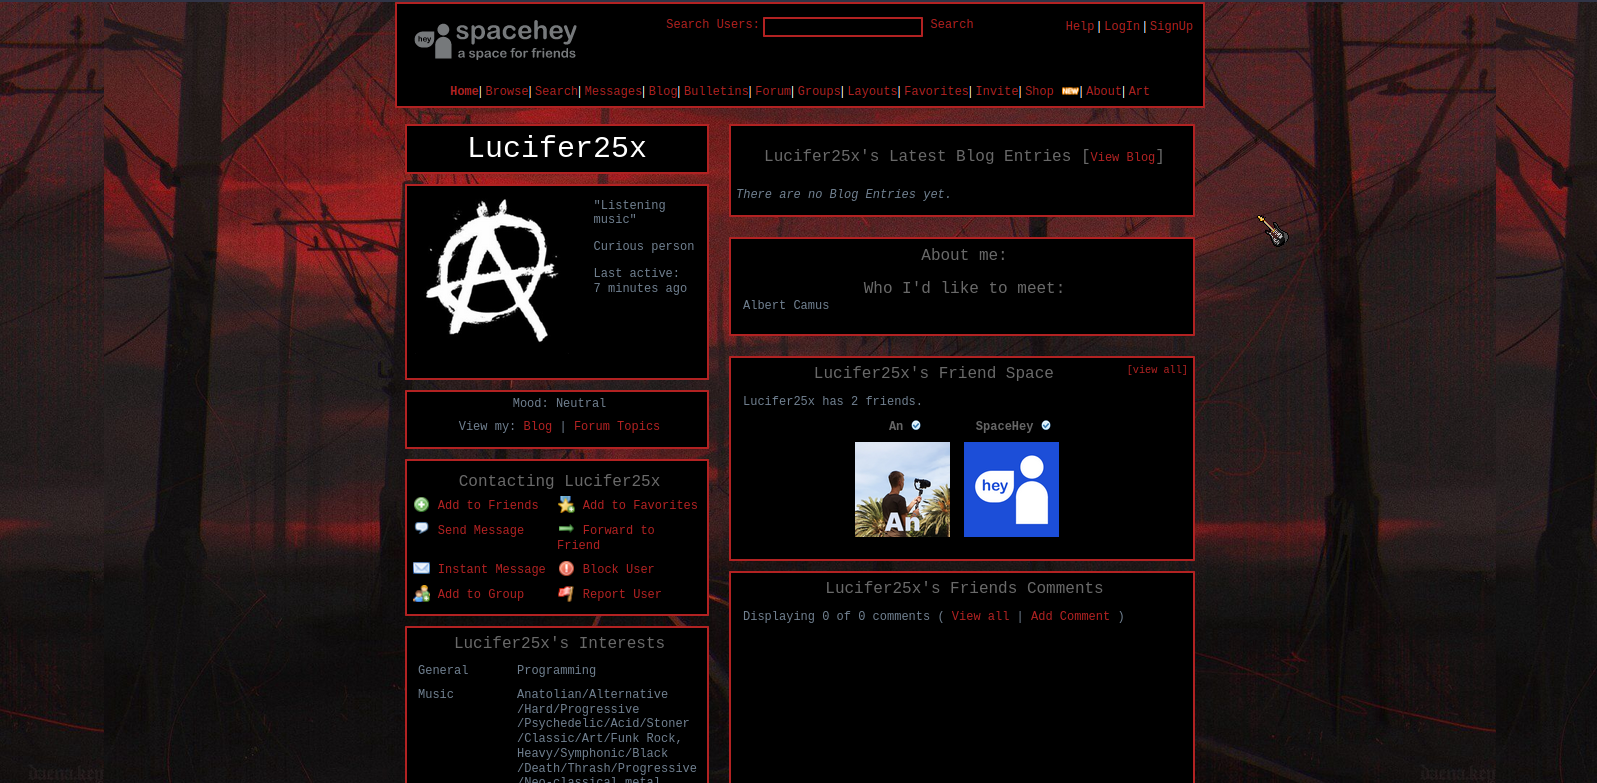 hey spacehey
a space for friends
Search Users: Search
Help | LogIn | SignUp
Home| Browse| Search| Messages| Blog| Bulletins| Forum| Groups| Layouts| Favorites| Invite| Shop NEW| About| Art
Lucifer25x
"Listening
music"
Curious person
Last active:
7 minutes ago
Mood: Neutral
View my: Blog | Forum Topics
Contacting Lucifer25x
Add to Friends
Add to Favorites
Send Message
Forward to
Friend
Instant Message
Block User
Add to Group
Report User
Lucifer25x's Interests
General
Programming
Music
Anatolian/Alternative
/Hard/Progressive
/Psychedelic/Acid/Stoner
/Classic/Art/Funk Rock,
Heavy/Symphonic/Black
/Death/Thrash/Progressive
/Neo-classical metal
Lucifer25x's Latest Blog Entries [View Blog]
There are no Blog Entries yet.
About me:
Who I'd like to meet:
Albert Camus
Lucifer25x's Friend Space
[view all]
Lucifer25x has 2 friends.
An
SpaceHey
An
hey
Lucifer25x's Friends Comments
Displaying 0 of 0 comments ( View all | Add Comment )